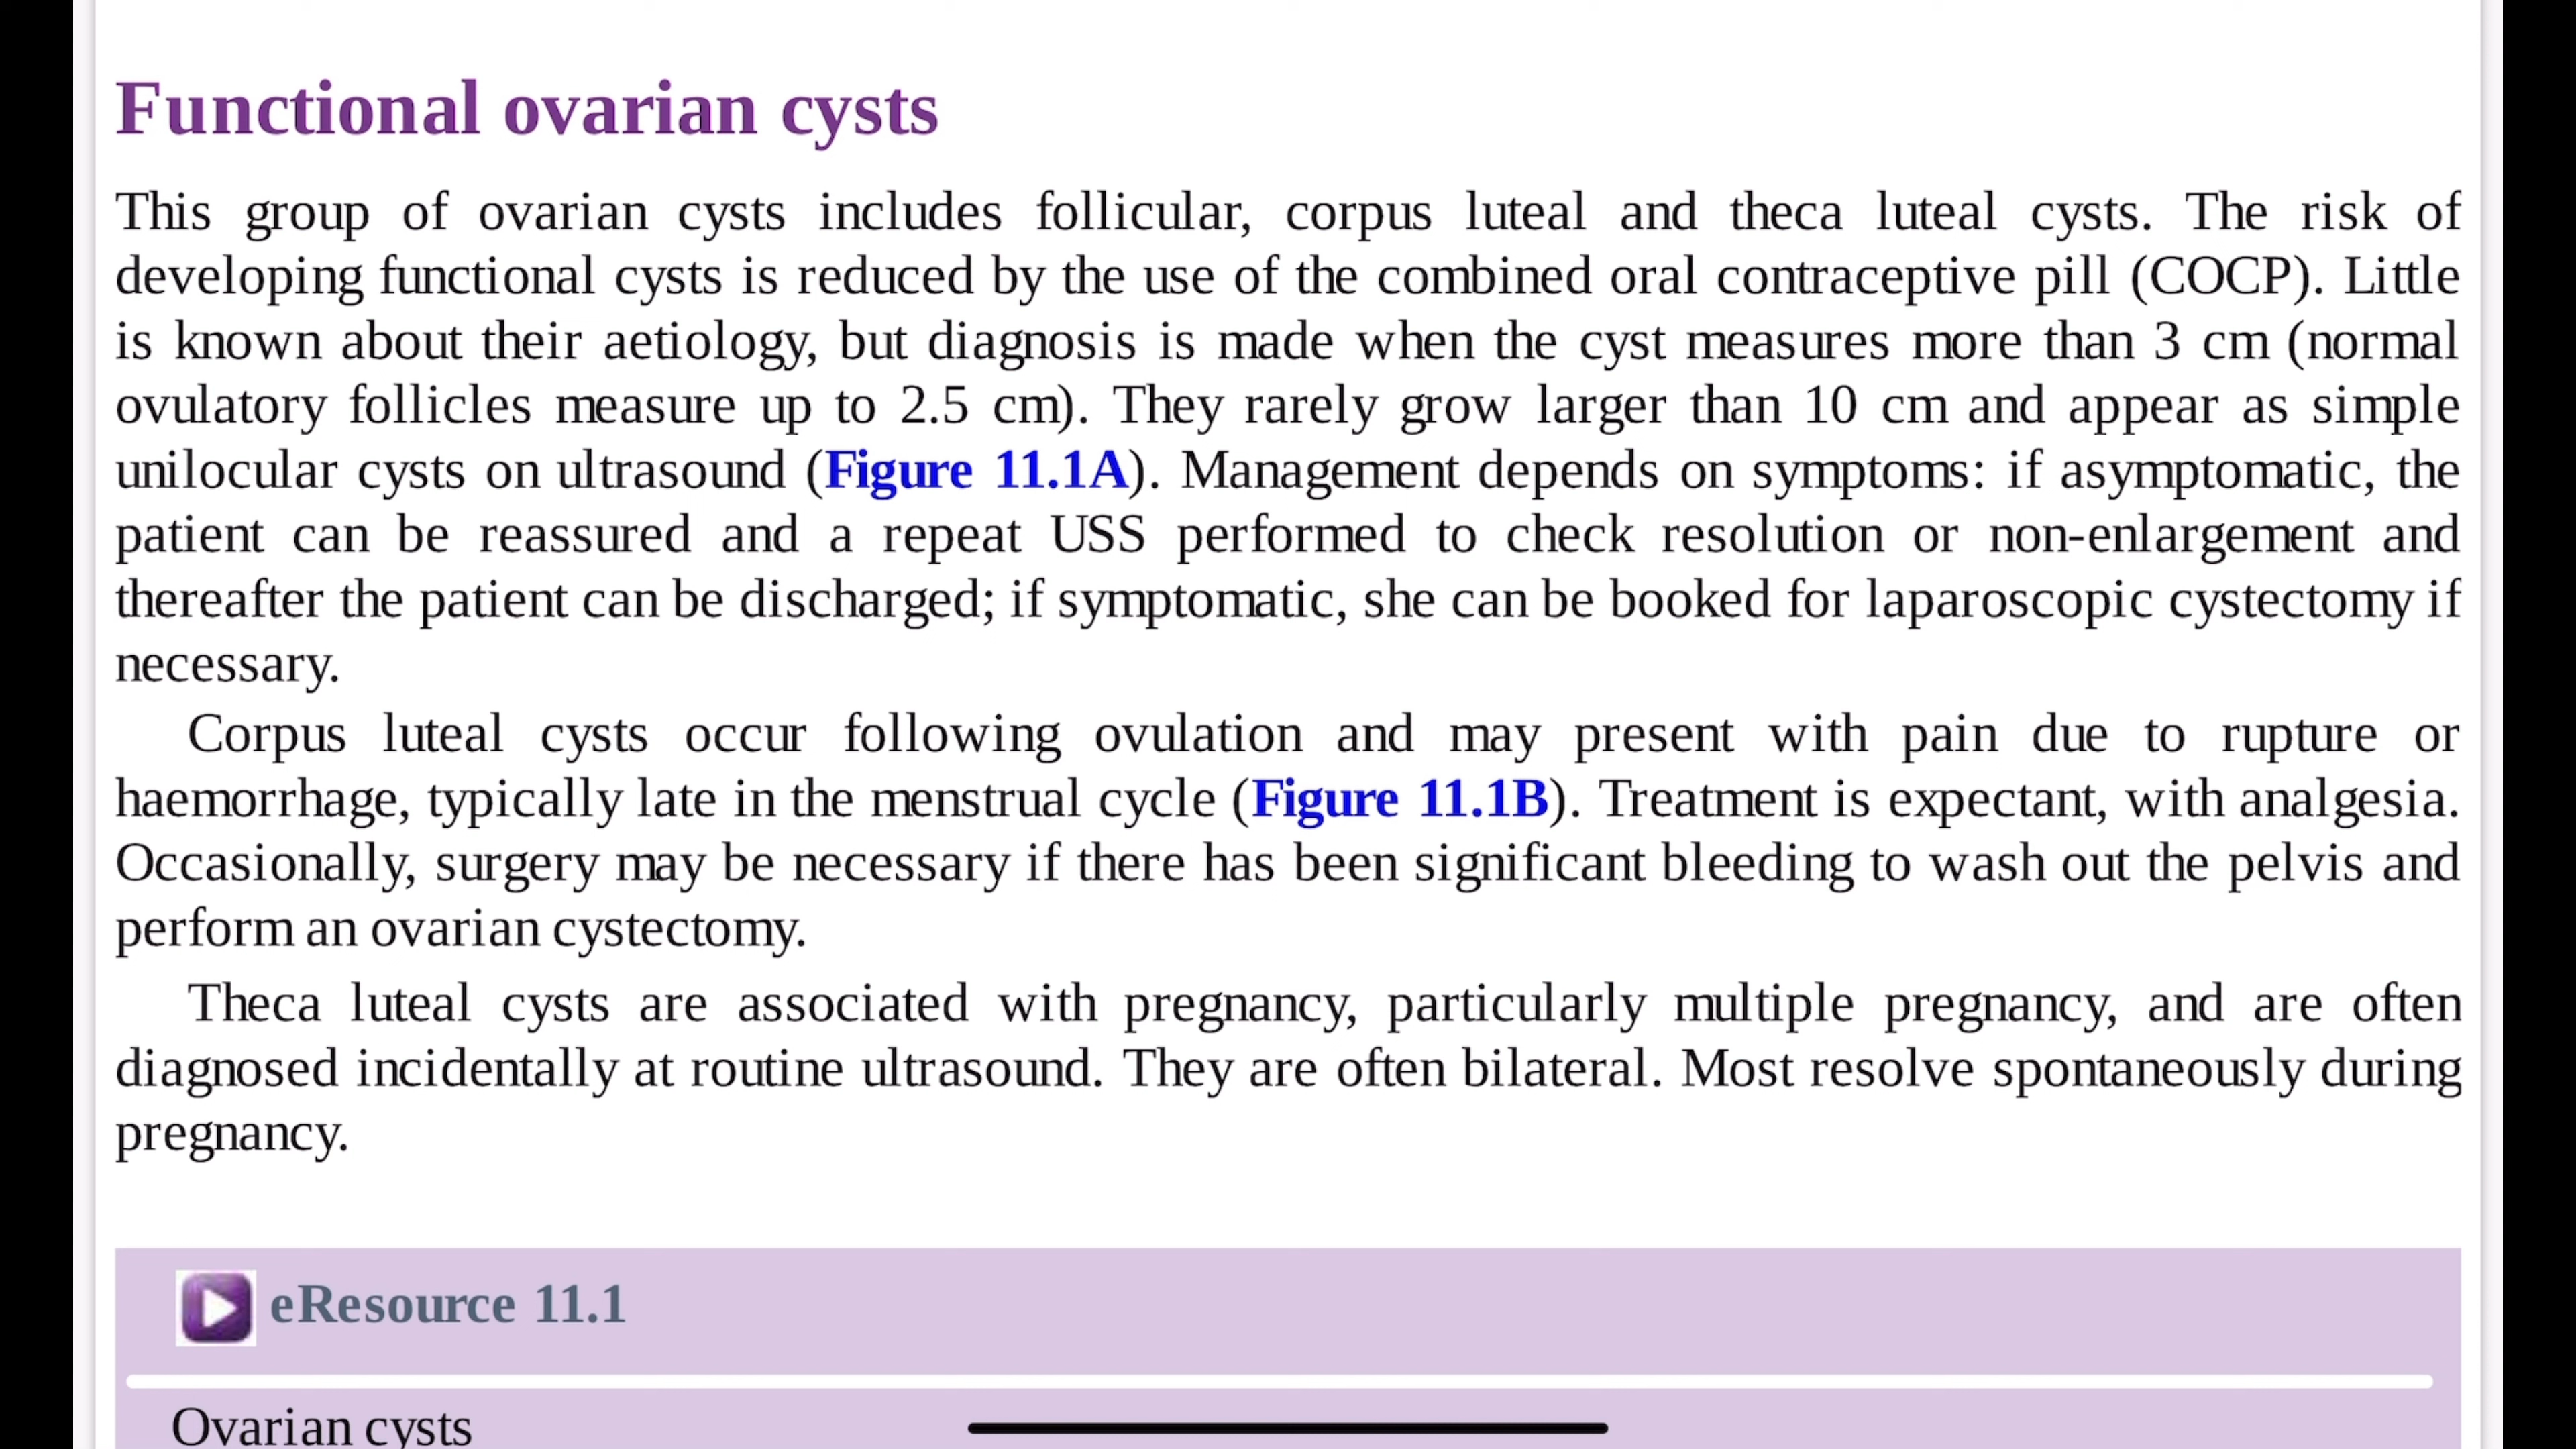 Functional ovarian cysts
This group of ovarian cysts includes follicular, corpus luteal and theca luteal cysts. The risk of
developing functional cysts is reduced by the use of the combined oral contraceptive pill (COCP). Little
is known about their aetiology, but diagnosis is made when the cyst measures more than 3 cm (normal
ovulatory follicles measure up to 2.5 cm). They rarely grow larger than 10 cm and appear as simple
unilocular cysts on ultrasound (Figure 11.1A). Management depends on symptoms: if asymptomatic, the
patient can be reassured and a repeat USS performed to check resolution or non-enlargement and
thereafter the patient can be discharged; if symptomatic, she can be booked for laparoscopic cystectomy if
necessary.
Corpus luteal cysts occur following ovulation and may present with pain due to rupture or
haemorrhage, typically late in the menstrual cycle (Figure 11.1B). Treatment is expectant, with analgesia.
Occasionally, surgery may be necessary if there has been significant bleeding to wash out the pelvis and
perform an ovarian cystectomy.
Theca luteal cysts are associated with pregnancy, particularly multiple pregnancy, and are often
diagnosed incidentally at routine ultrasound. They are often bilateral. Most resolve spontaneously during
pregnancy.
eResource 11.1
Ovarian cysts